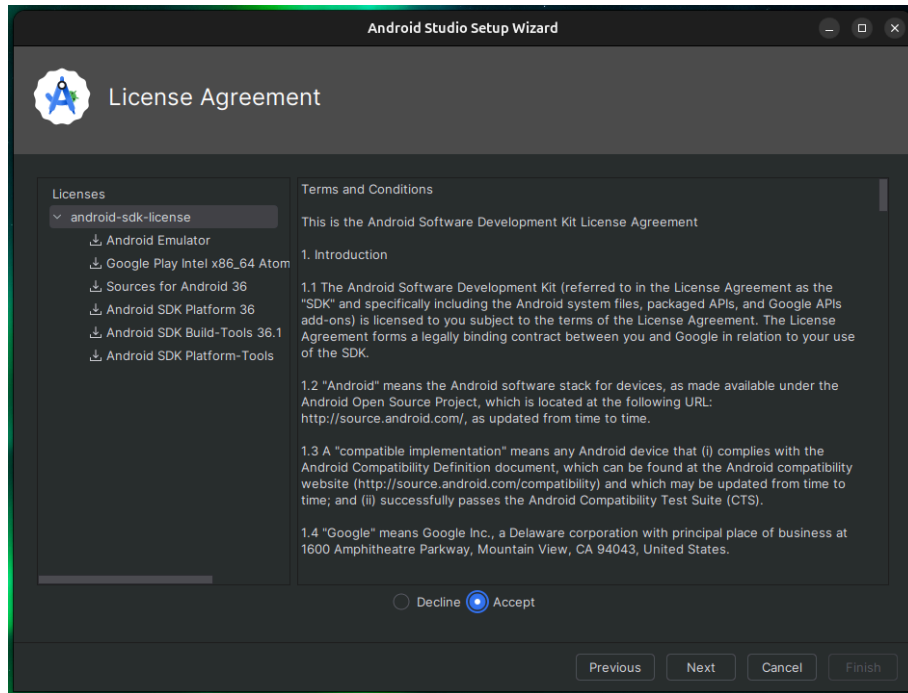 Android Studio Setup Wizard
License Agreement
Licenses
android-sdk-license
Android Emulator
Google Play Intel x86_64 Atom
Sources for Android 36
Android SDK Platform 36
Android SDK Build-Tools 36.1
Android SDK Platform-Tools
Terms and Conditions
This is the Android Software Development Kit License Agreement
1. Introduction
1.1 The Android Software Development Kit (referred to in the License Agreement as the
"SDK" and specifically including the Android system files, packaged APIs, and Google APIs
add-ons) is licensed to you subject to the terms of the License Agreement. The License
Agreement forms a legally binding contract between you and Google in relation to your use
of the SDK.
1.2 "Android" means the Android software stack for devices, as made available under the
Android Open Source Project, which is located at the following URL:
http://source.android.com/, as updated from time to time.
1.3 A "compatible implementation" means any Android device that (i) complies with the
Android Compatibility Definition document, which can be found at the Android compatibility
website (http://source.android.com/compatibility) and which may be updated from time to
time; and (ii) successfully passes the Android Compatibility Test Suite (CTS).
1.4 "Google" means Google Inc., a Delaware corporation with principal place of business at
1600 Amphitheatre Parkway, Mountain View, CA 94043, United States.
Decline Accept
Previous Next Cancel Finish